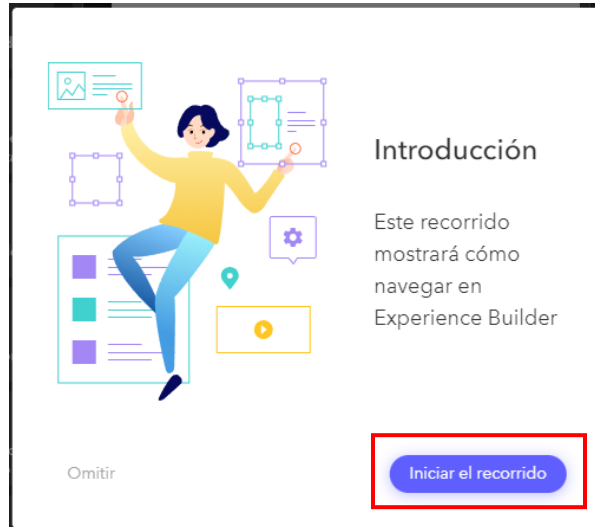 Introducción
Este recorrido
mostrará cómo
navegar en
Experience Builder
Omitir
Iniciar el recorrido